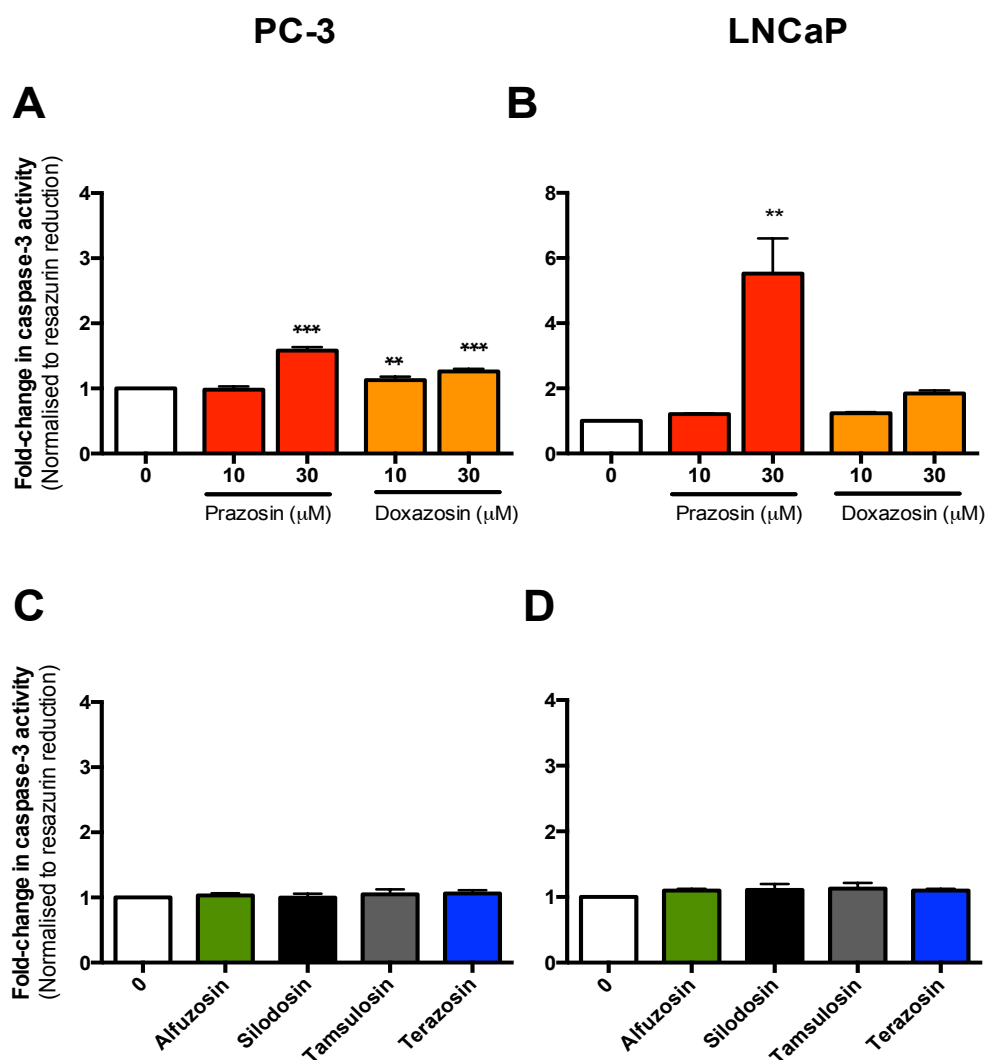 PC-3
LNCaP
A
B
Fold-change in caspase-3 activity
(Normalised to resazurin reduction)
4
3
2
1
0
***
**
***
0 10 30 10 30
Prazosin (μM) Doxazosin (μM)
8
6
4
2
0
**
0 10 30 10 30
Prazosin (μM) Doxazosin (μM)
C
D
Fold-change in caspase-3 activity
(Normalised to resazurin reduction)
4
3
2
1
0
0 Alfuzosin Silodosin Tamsulosin Terazosin
4
3
2
1
0
0 Alfuzosin Silodosin Tamsulosin Terazosin